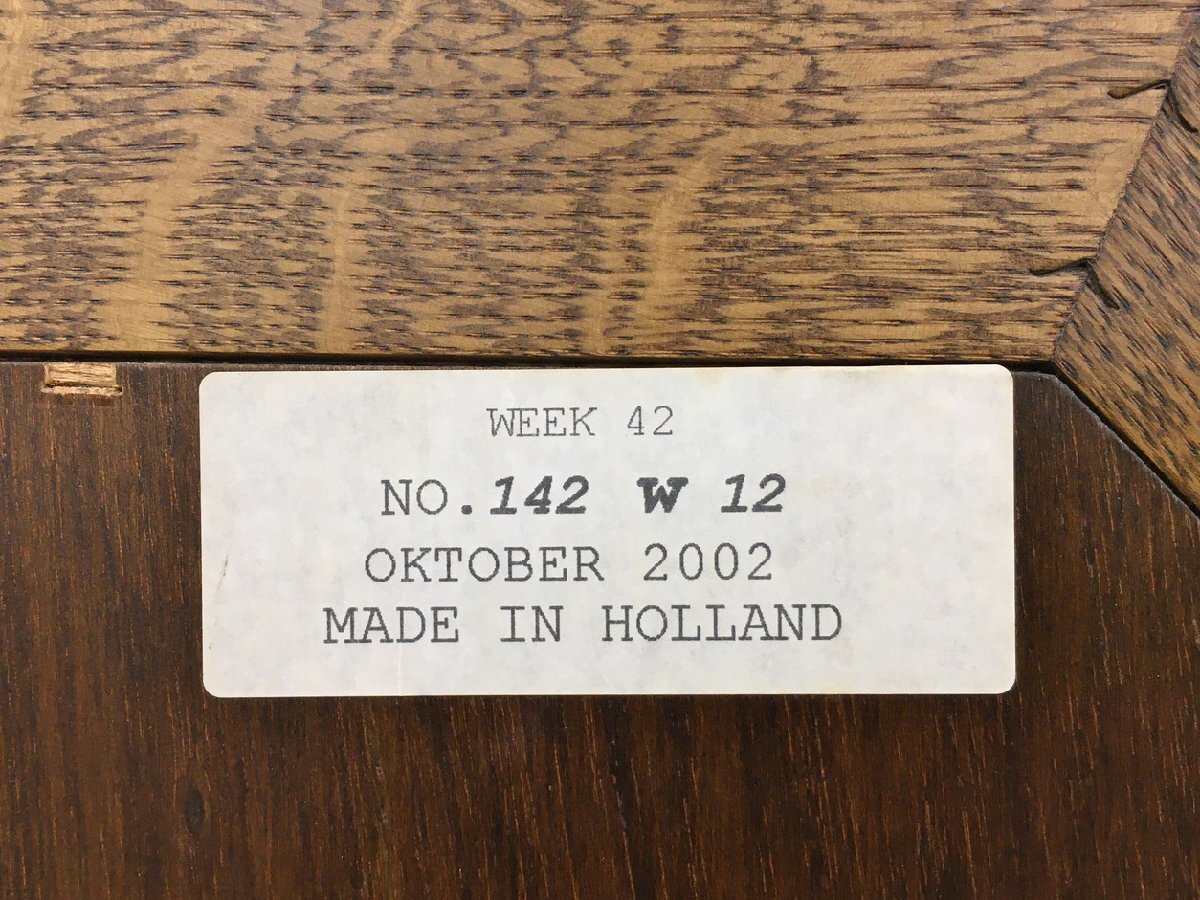 WEEK 42
NO.142 W 12
OKTOBER 2002
MADE IN HOLLAND